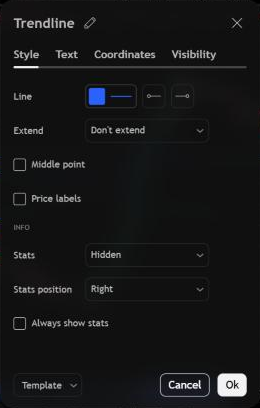 Trendline
Style Text Coordinates Visibility
Line
Extend Don't extend
Middle point
Price labels
INFO
Stats Hidden
Stats position Right
Always show stats
Template Cancel Ok